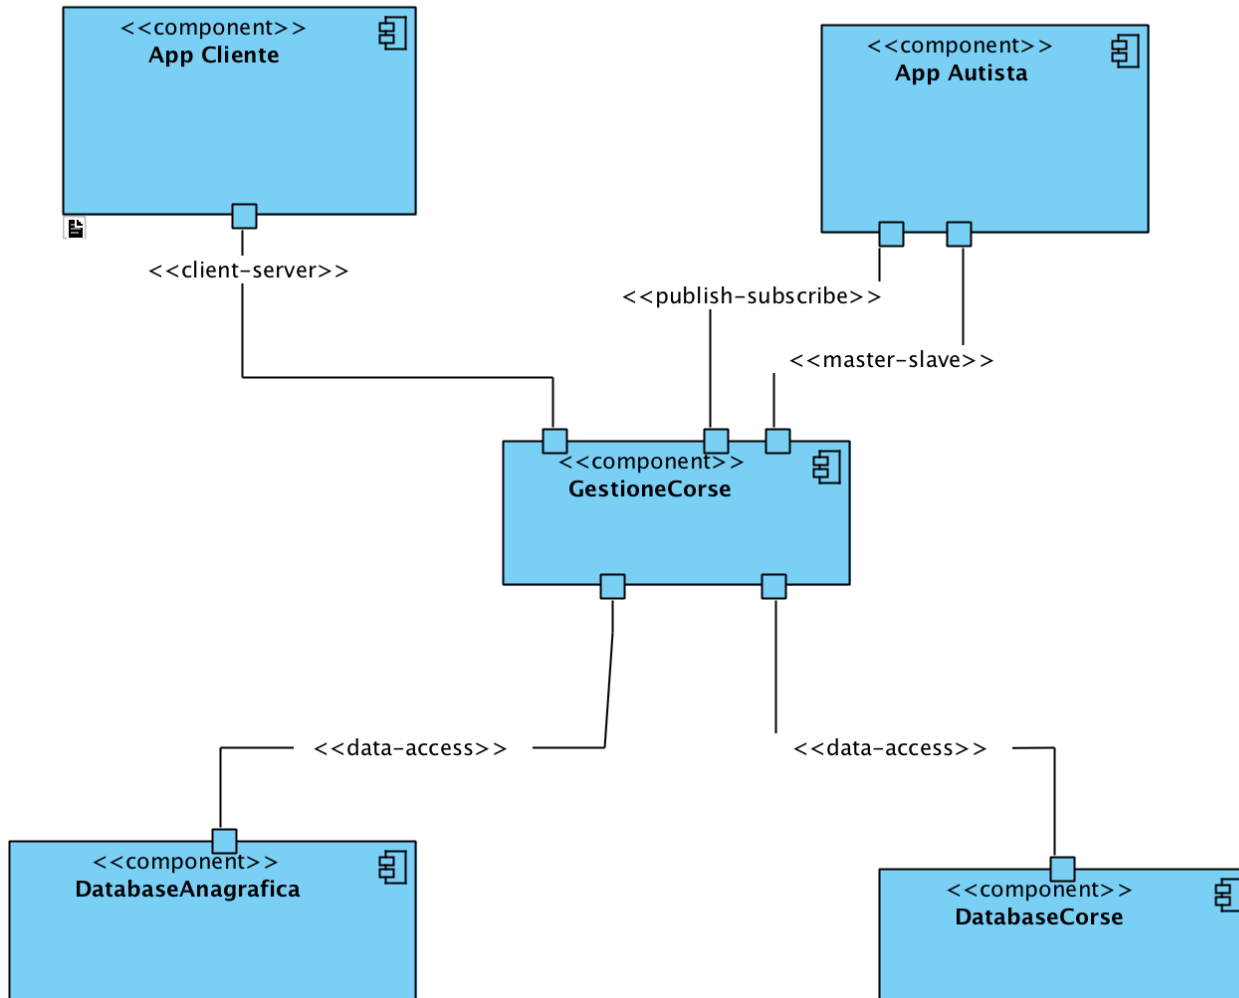 <<component>>
App Cliente
<<component>>
App Autista
<<client-server>>
<<publish-subscribe>>
<<master-slave>>
<<component>>
GestioneCorse
<<data-access>>
<<data-access>>
<<component>>
DatabaseAnagrafica
<<component>>
DatabaseCorse